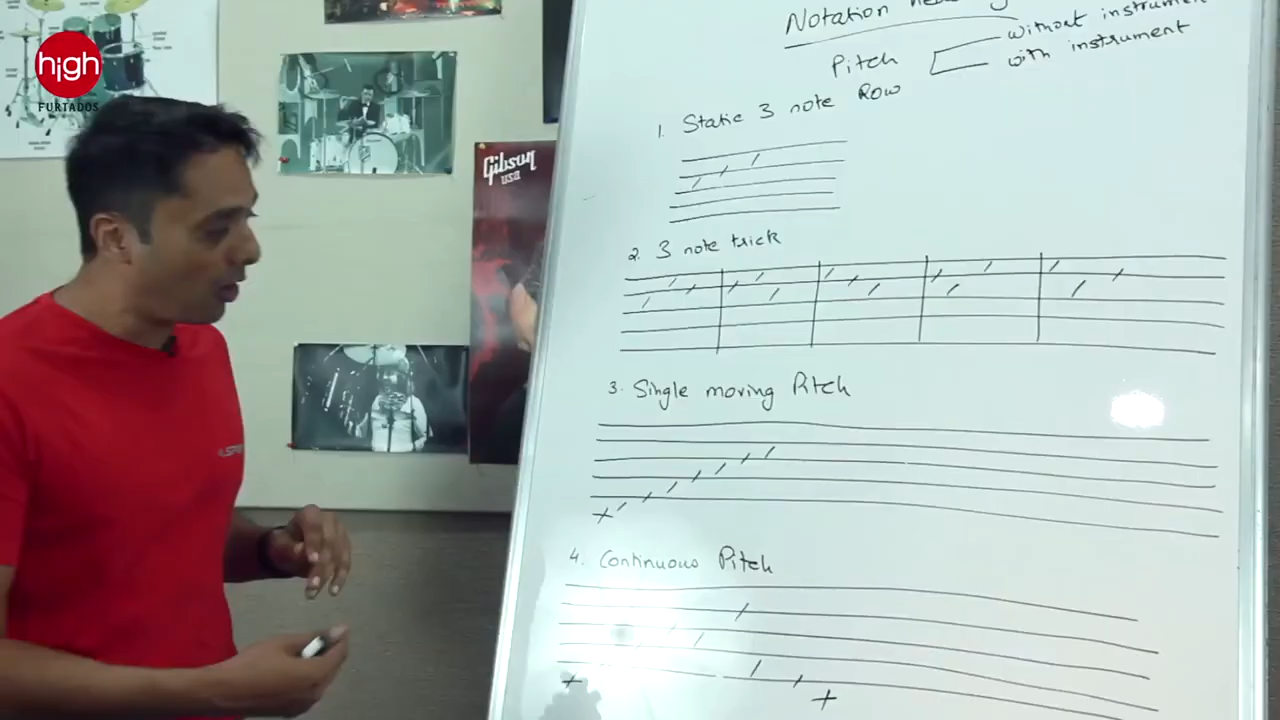 high
FURTADOS
Gibson
USA
Notation
without
with instrument
Pitch
1. Static 3 note Row
2. 3 note trick
3. Single moving Pitch
4. Continuous Pitch